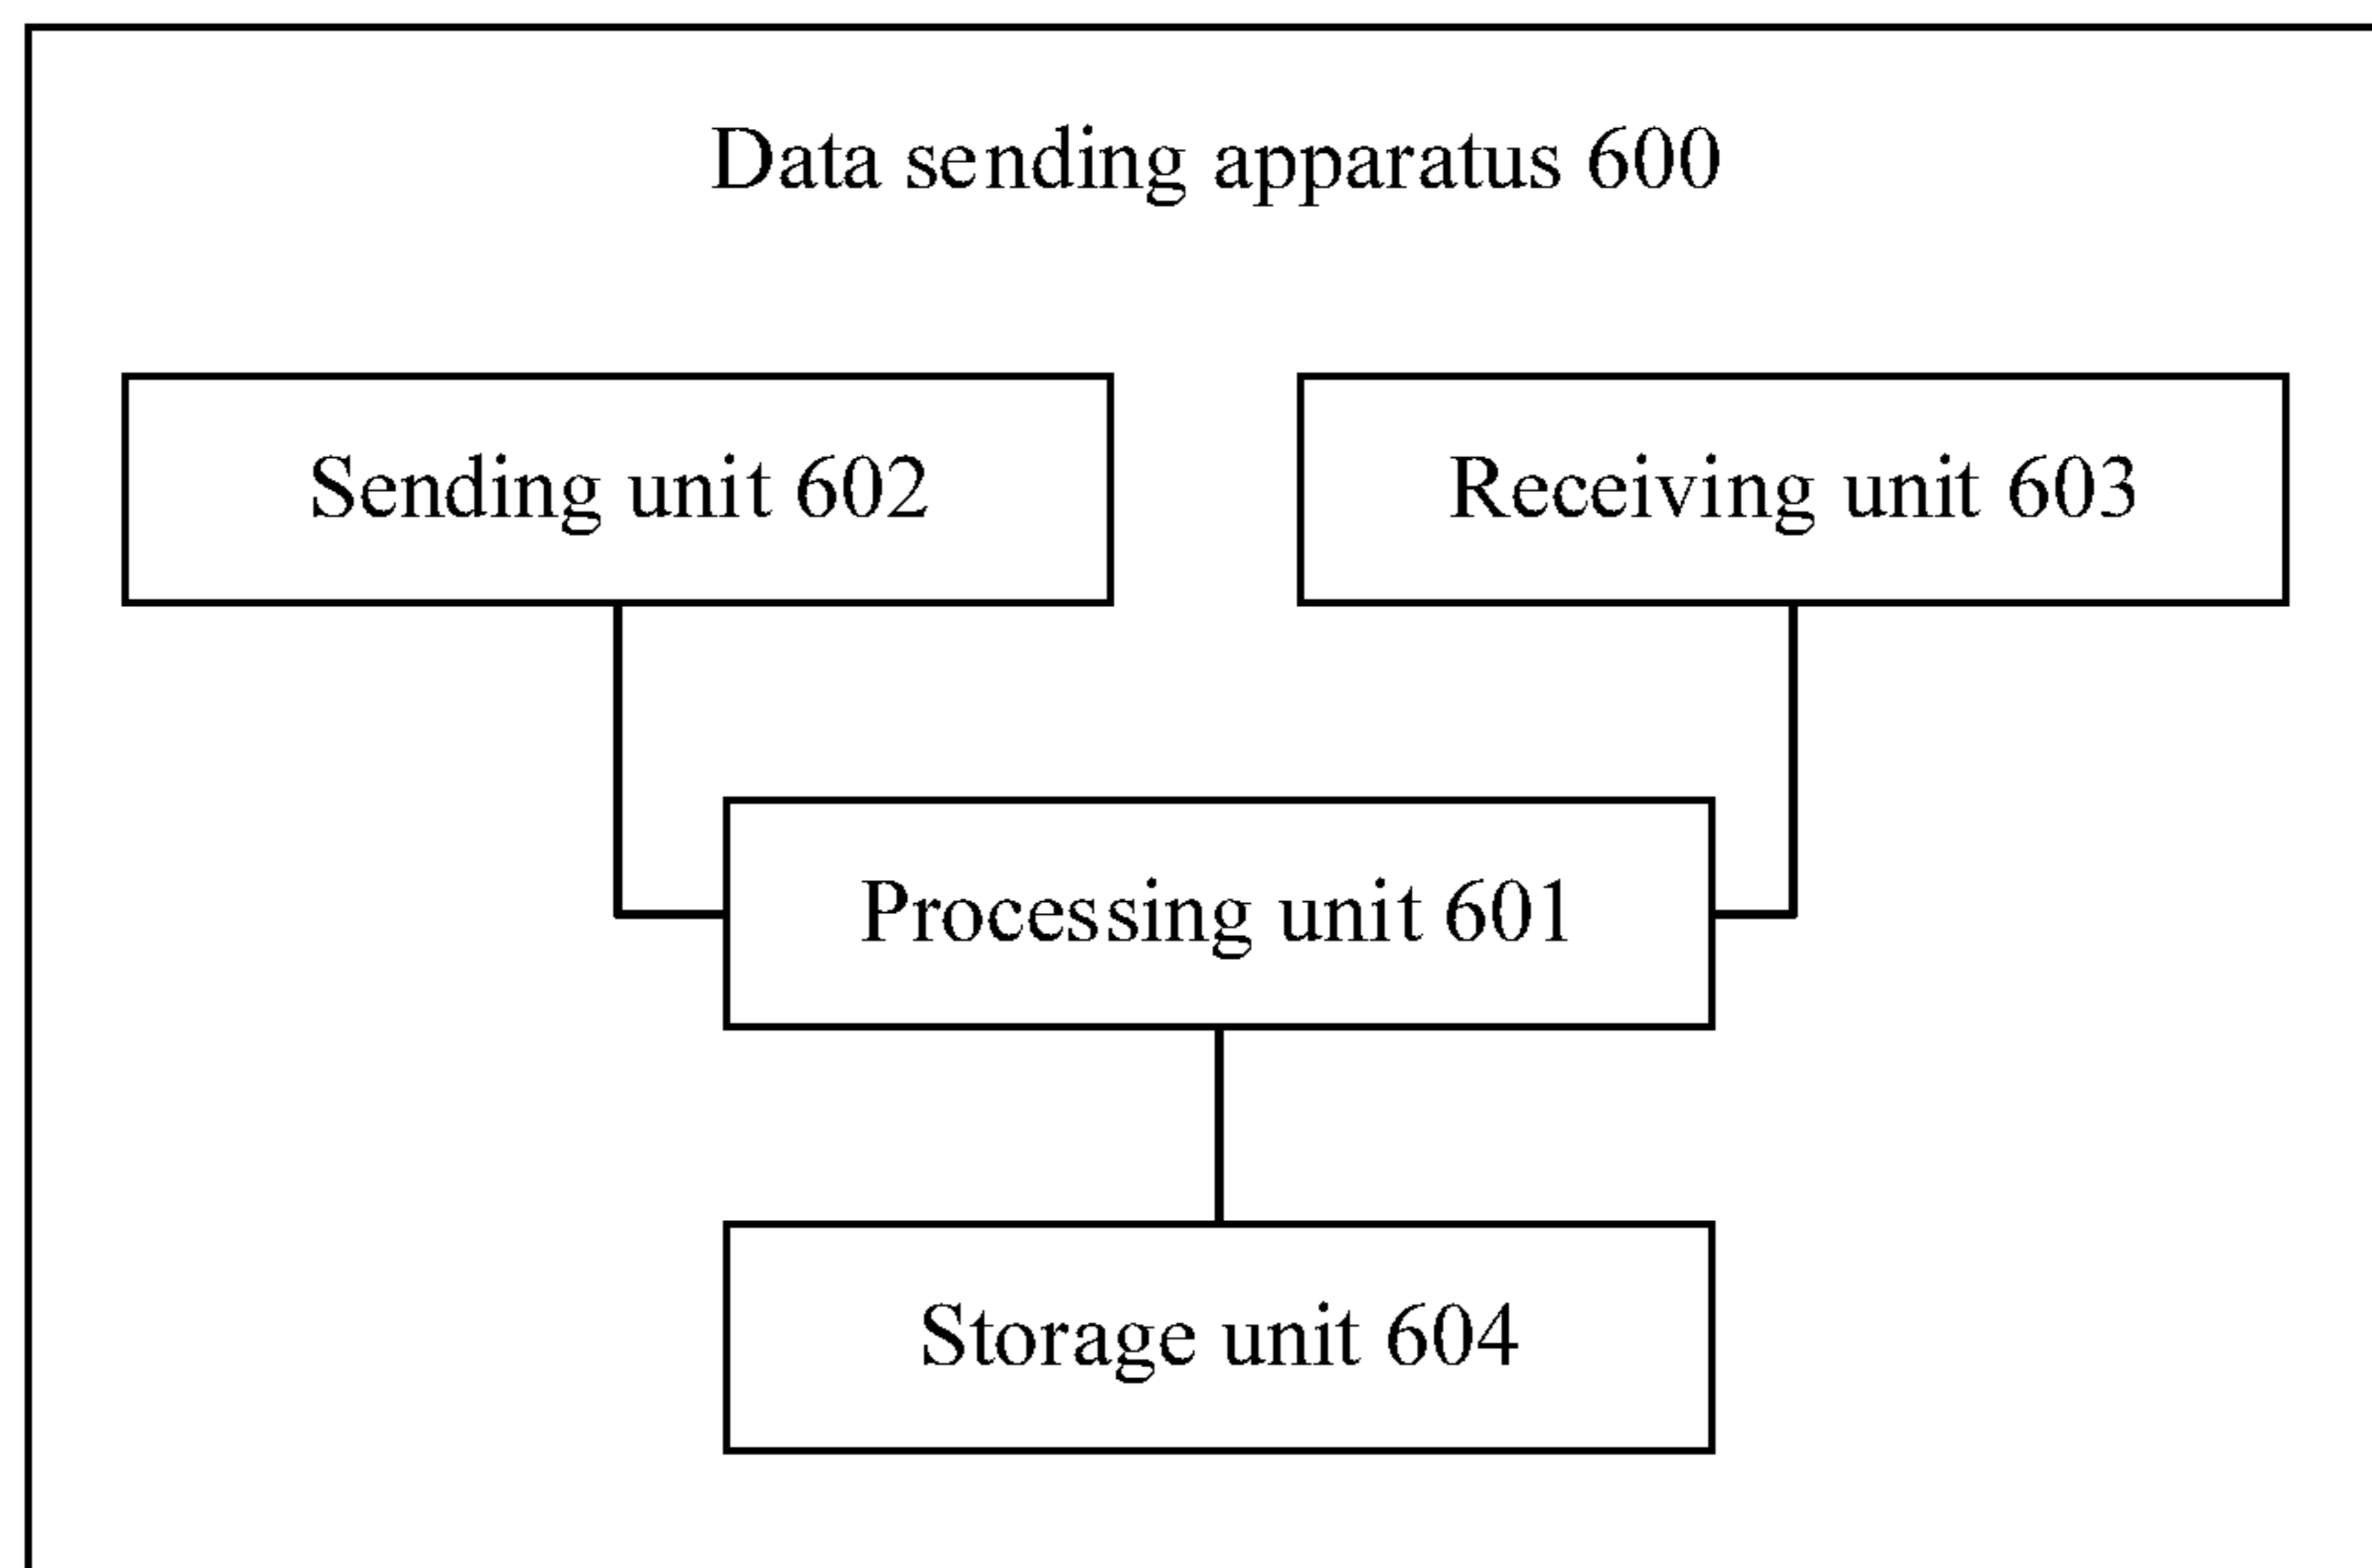 Data sending apparatus 600
Sending unit 602
Receiving unit 603
Processing unit 601
Storage unit 604